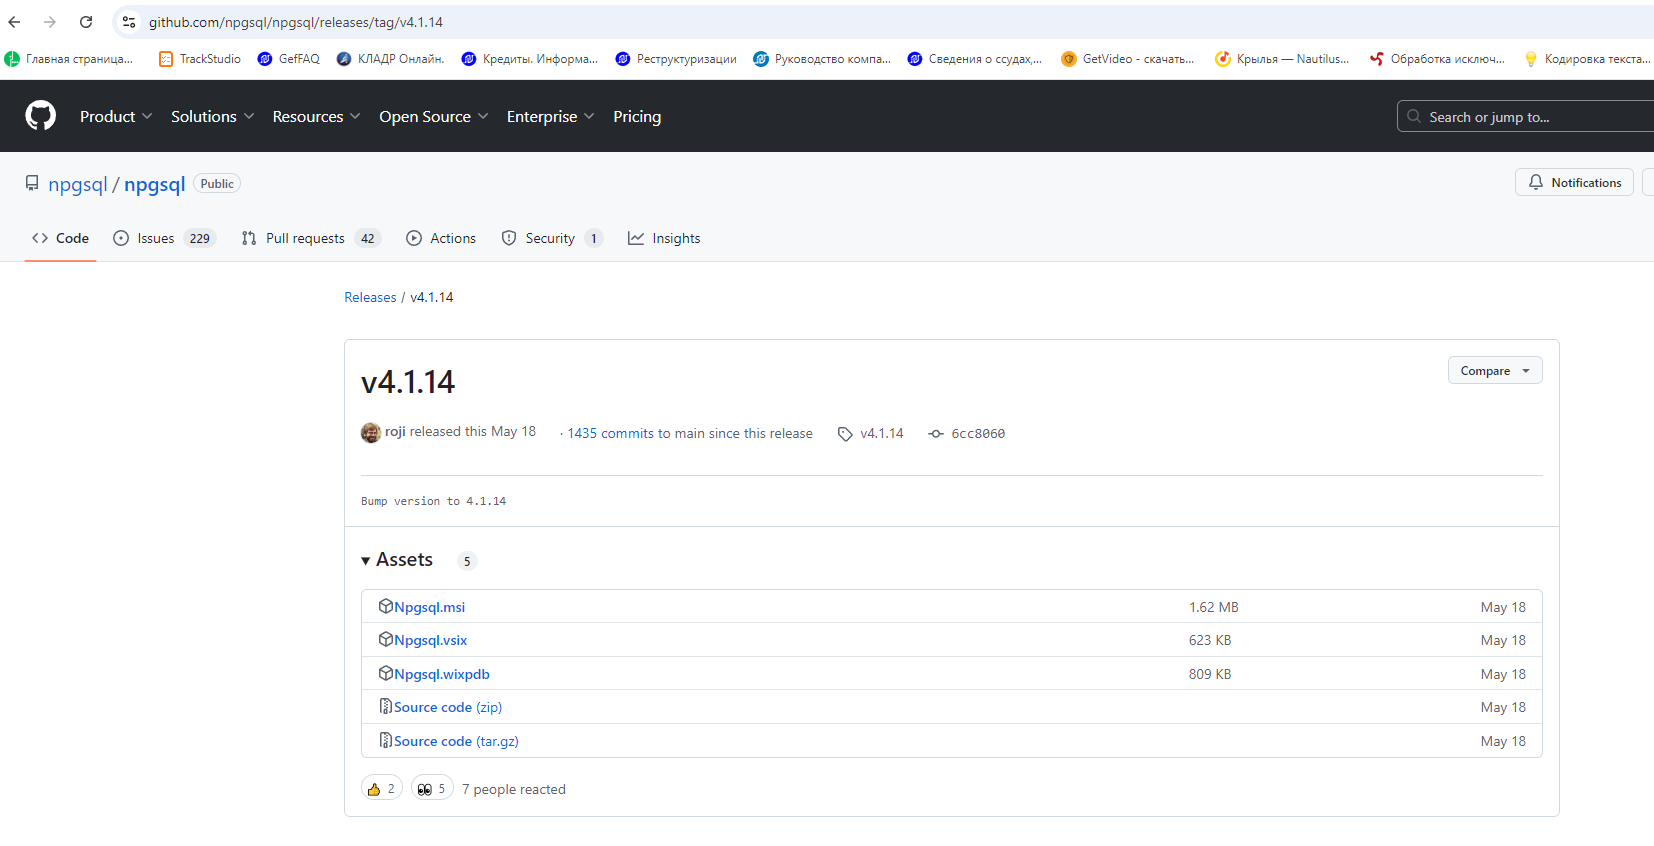 github.com/npgsql/npgsql/releases/tag/v4.1.14
Главная страница... TrackStudio GefFAQ КЛАДР Онлайн. Кредиты. Информа... Реструктуризации Руководство компа... Сведения о ссудах,... GetVideo - скачать... Крылья — Nautilus... Обработка исключ... Кодировка текста...
Product Solutions Resources Open Source Enterprise Pricing Search or jump to...
npgsql / npgsql Public Notifications
Code Issues 229 Pull requests 42 Actions Security 1 Insights
Releases / v4.1.14
v4.1.14 Compare
roji released this May 18 · 1435 commits to main since this release v4.1.14 6cc8060
Bump version to 4.1.14
Assets 5
Npgsql.msi 1.62 MB May 18
Npgsql.vsix 623 KB May 18
Npgsql.wixpdb 809 KB May 18
Source code (zip) May 18
Source code (tar.gz) May 18
👍 2 👀 5 7 people reacted